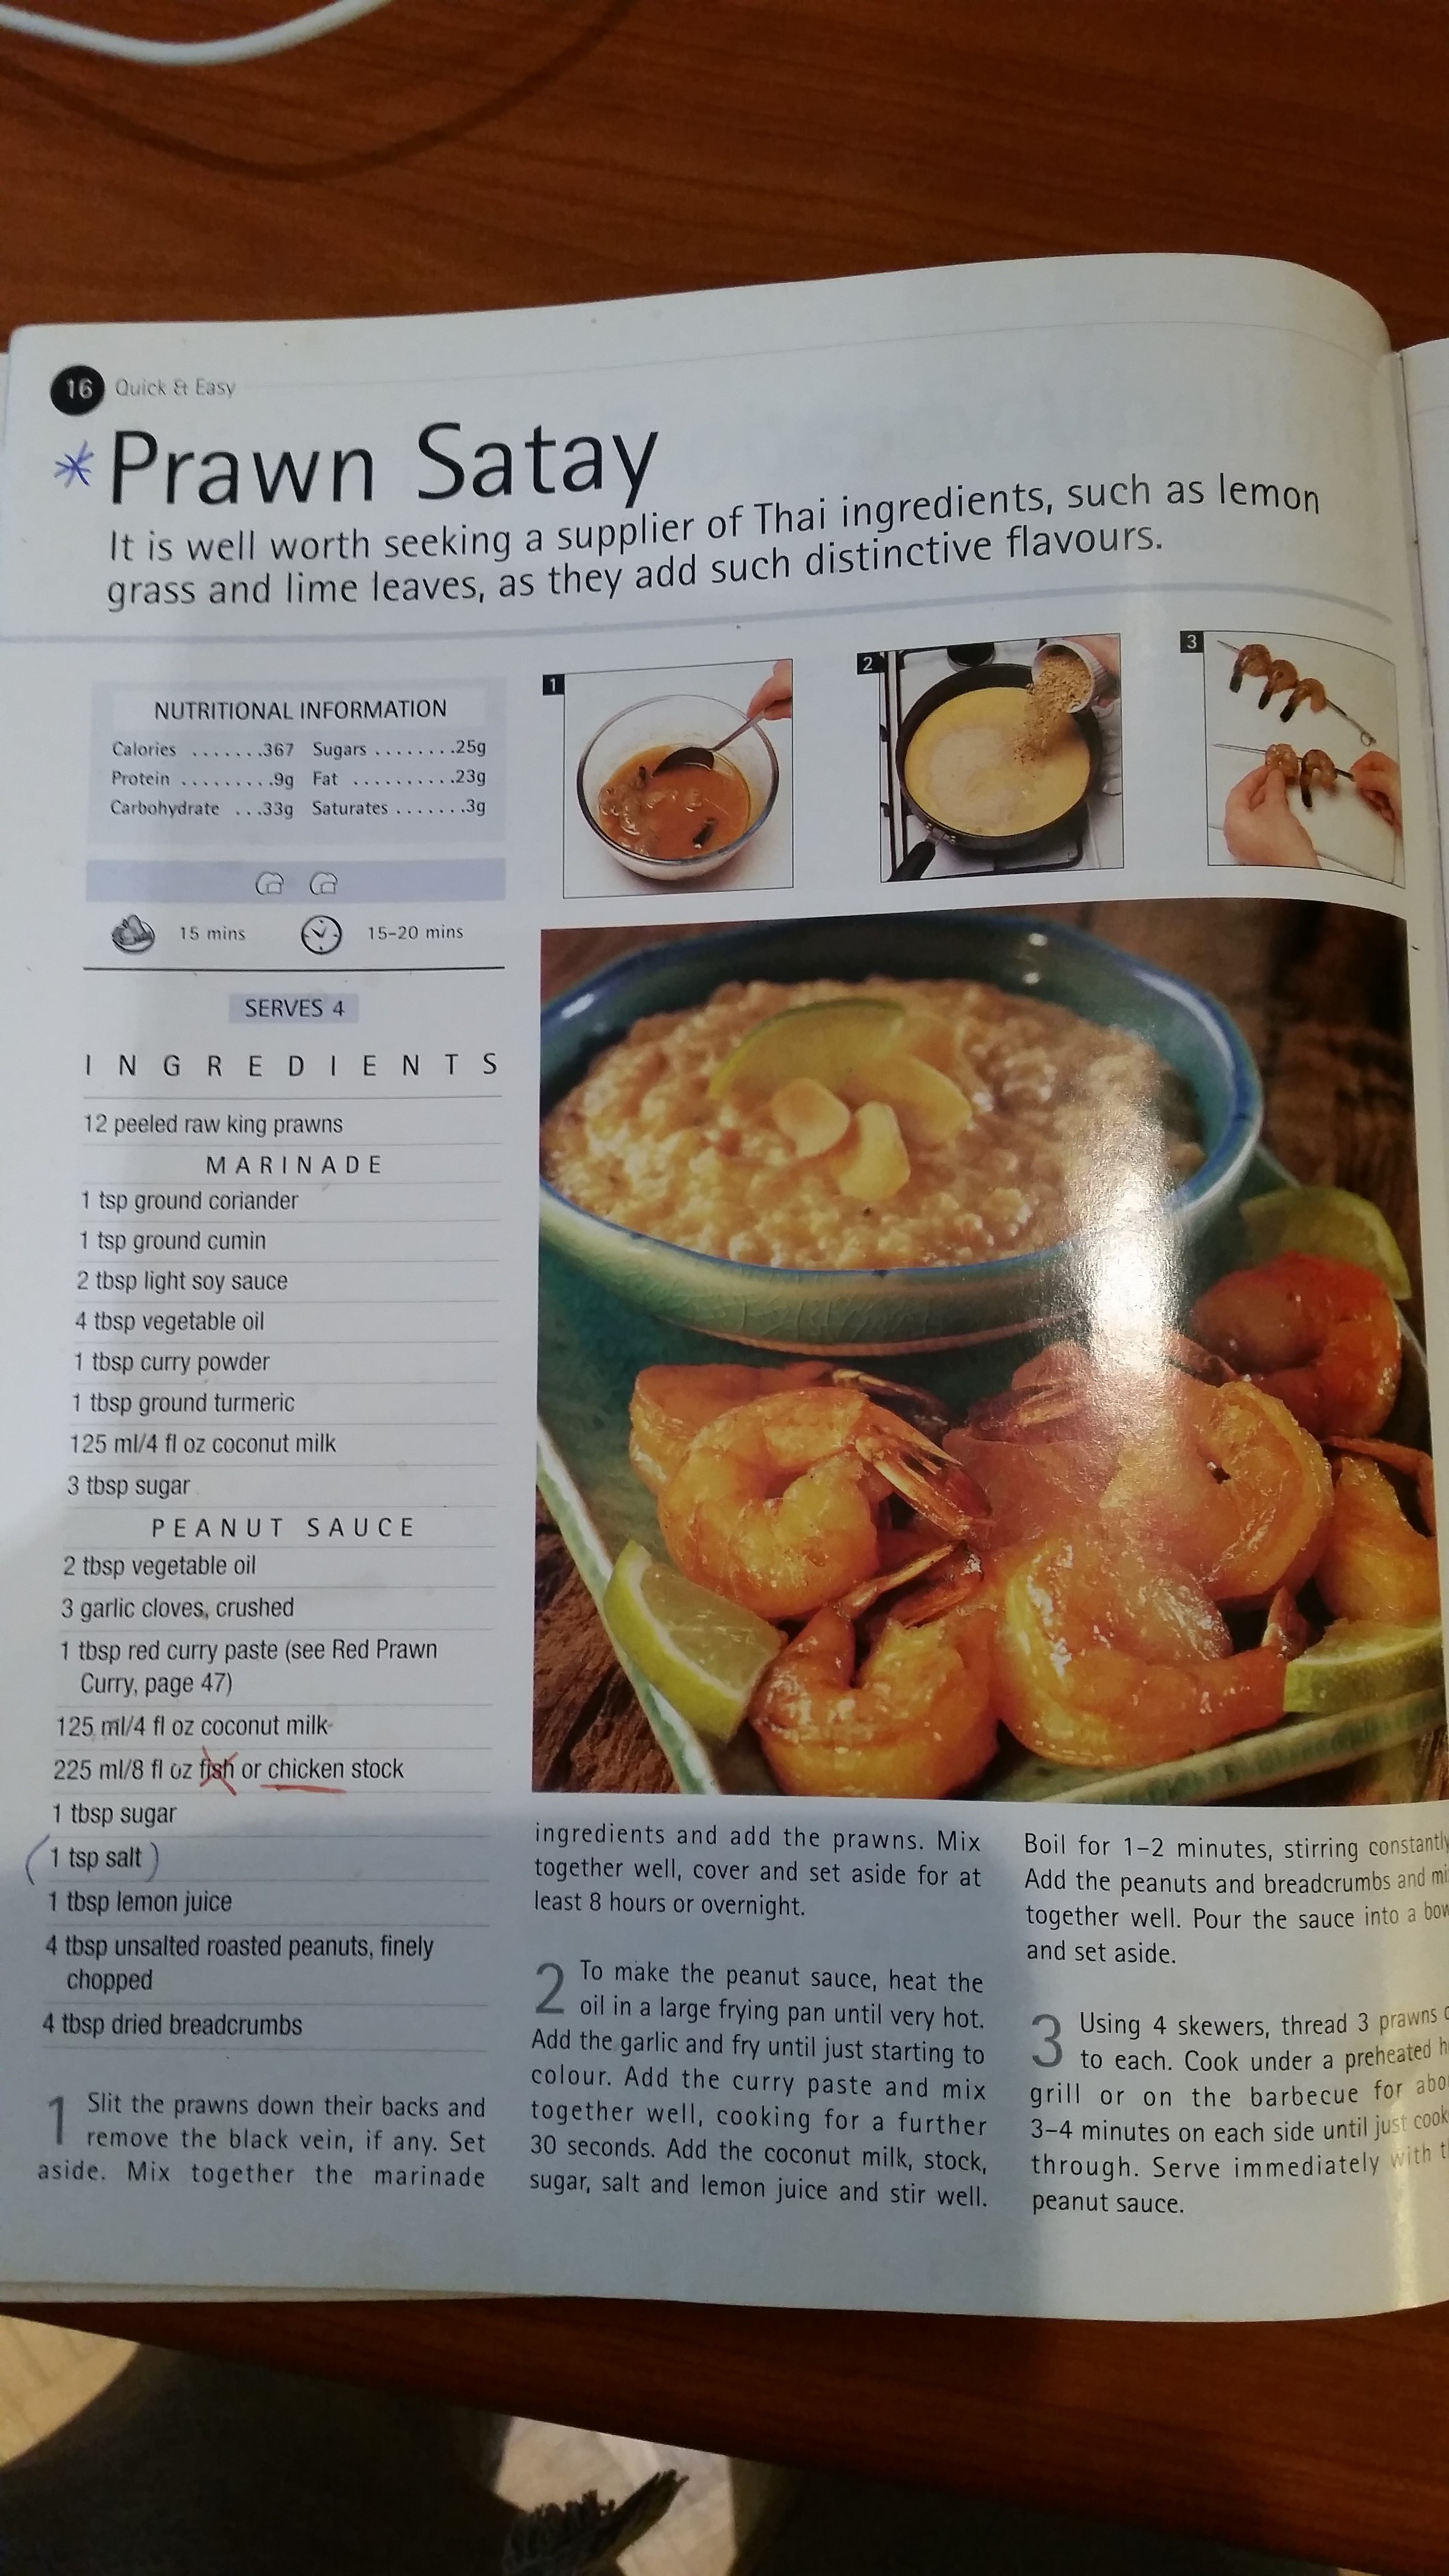 16 Quick & Easy
* Prawn Satay
It is well worth seeking a supplier of Thai ingredients, such as lemon
grass and lime leaves, as they add such distinctive flavours.
NUTRITIONAL INFORMATION
Calories .......367 Sugars ........25g
Protein .........9g Fat ..........23g
Carbohydrate ...33g Saturates .......3g
15 mins 15-20 mins
SERVES 4
INGREDIENTS
12 peeled raw king prawns
MARINADE
1 tsp ground coriander
1 tsp ground cumin
2 tbsp light soy sauce
4 tbsp vegetable oil
1 tbsp curry powder
1 tbsp ground turmeric
125 ml/4 fl oz coconut milk
3 tbsp sugar
PEANUT SAUCE
2 tbsp vegetable oil
3 garlic cloves, crushed
1 tbsp red curry paste (see Red Prawn
Curry, page 47)
125 ml/4 fl oz coconut milk
225 ml/8 fl oz fish or chicken stock
1 tbsp sugar
(1 tsp salt)
1 tbsp lemon juice
4 tbsp unsalted roasted peanuts, finely
chopped
4 tbsp dried breadcrumbs
1 Slit the prawns down their backs and
remove the black vein, if any. Set
aside. Mix together the marinade
1
2
3
ingredients and add the prawns. Mix
together well, cover and set aside for at
least 8 hours or overnight.
2 To make the peanut sauce, heat the
oil in a large frying pan until very hot.
Add the garlic and fry until just starting to
colour. Add the curry paste and mix
together well, cooking for a further
30 seconds. Add the coconut milk, stock,
sugar, salt and lemon juice and stir well.
Boil for 1–2 minutes, stirring constantly
Add the peanuts and breadcrumbs and
together well. Pour the sauce into a
and set aside.
3 Using 4 skewers, thread 3 prawns
to each. Cook under a preheated
grill or on the barbecue for
3–4 minutes on each side until just
through. Serve immediately with
peanut sauce.